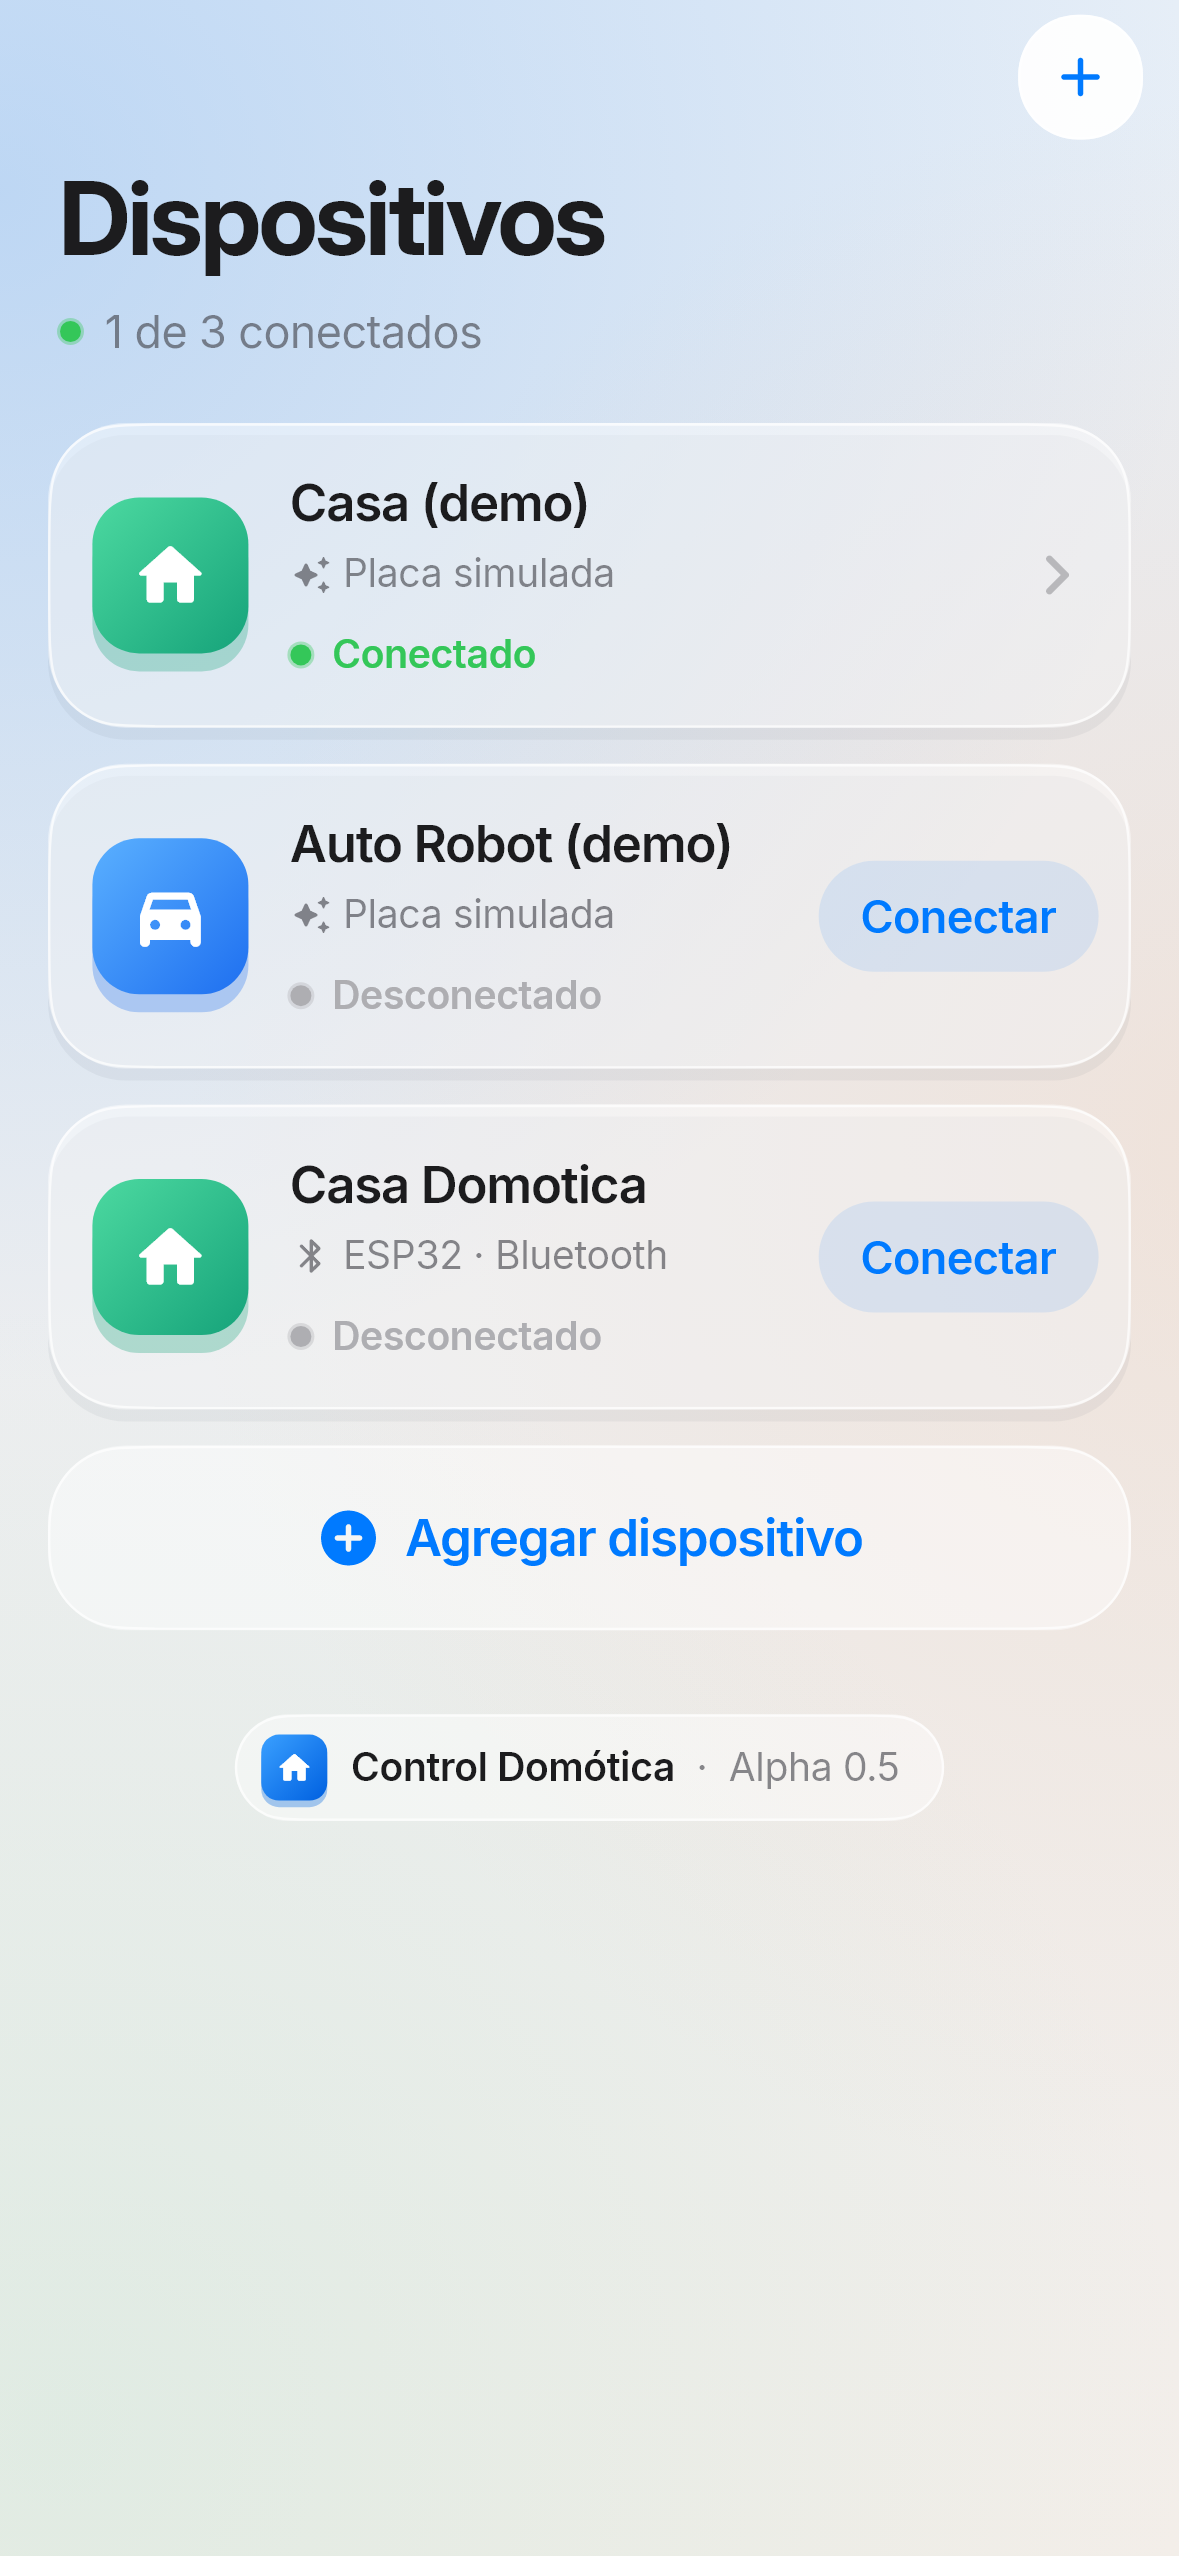 Dispositivos
1 de 3 conectados
Casa (demo)
Placa simulada
Conectado
Auto Robot (demo)
Placa simulada
Desconectado
Conectar
Casa Domotica
ESP32 · Bluetooth
Desconectado
Conectar
Agregar dispositivo
Control Domótica · Alpha 0.5